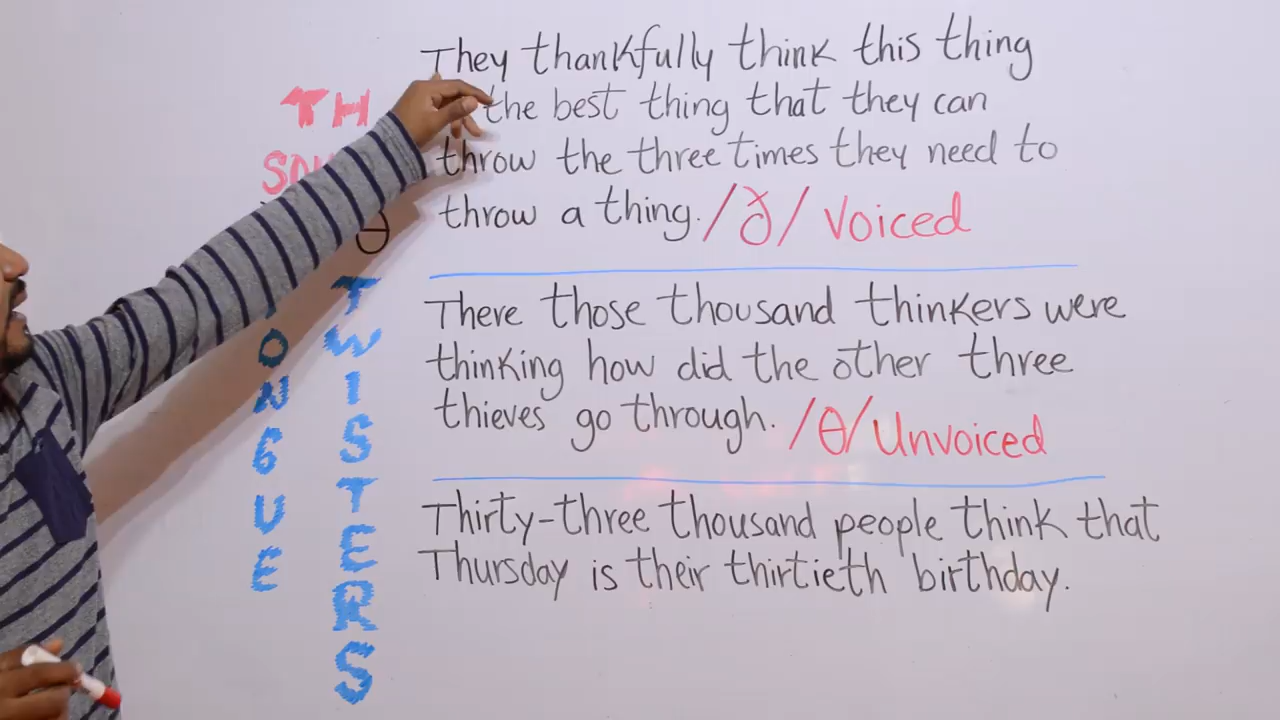 They thankfully think this thing
the best thing that they can
throw the three times they need to
throw a thing. /ð/ Voiced
There those thousand thinkers were
thinking how did the other three
thieves go through. /θ/ Unvoiced
Thirty-three thousand people think that
Thursday is their thirtieth birthday.
TH
θ
TWISTERS